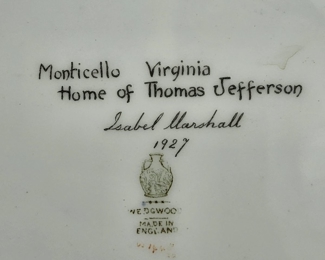 Monticello Virginia
Home of Thomas Jefferson
Isabel Marshall
1927
WEDGWOOD
MADE IN
ENGLAND